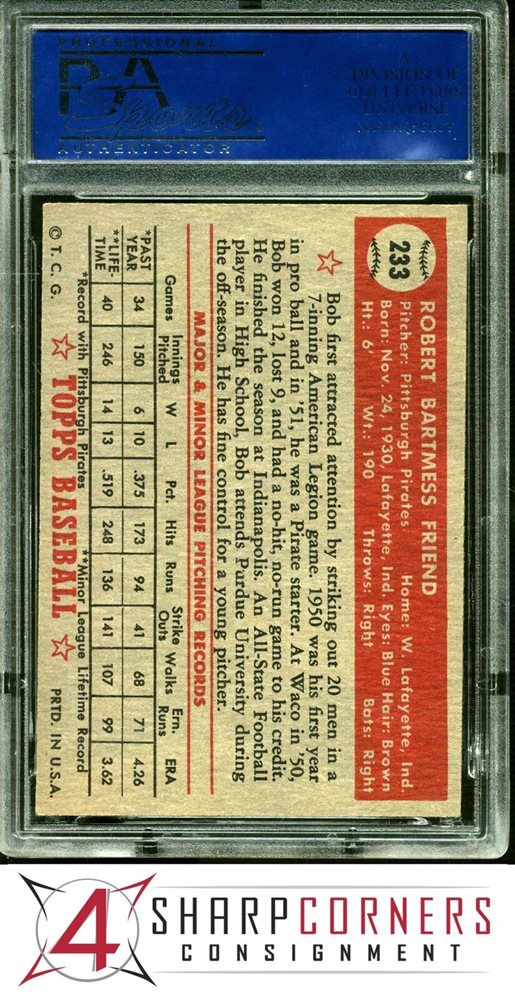 PROFESSIONAL
PSA
Sports
AUTHENTICATOR
A
DIVISION OF
COLLECTORS
UNIVERSE
233
ROBERT BARTMESS FRIEND
Pitcher: Pittsburgh Pirates Home: W. Lafayette, Ind.
Born: Nov. 24, 1930, Lafayette, Ind. Eyes: Blue Hair: Brown
Ht.: 6' Wt.: 190 Throws: Right Bats: Right
Bob first attracted attention by striking out 20 men in a
7-inning American Legion game. 1950 was his first year
in pro ball and in '51, he was a Pirate starter. At Waco in '50,
Bob won 12, lost 9, and had a no-hit, no-run game to his credit.
He finished the season at Indianapolis. An All-State Football
player in High School, Bob attends Purdue University during
the off-season. He has fine control for a young pitcher.
MAJOR & MINOR LEAGUE PITCHING RECORDS
Games Innings Pitched W L Pct. Hits Runs Strike Outs Walks Ern. Runs ERA
*PAST YEAR 34 150 6 10 .375 173 94 41 68 71 4.26
**LIFE-TIME 40 246 14 13 .519 248 136 141 107 99 3.62
*Record with Pittsburgh Pirates **Minor League Lifetime Record
© T. C. G. TOPPS BASEBALL PRTD. IN U.S.A.
4 SHARPCORNERS
CONSIGNMENT